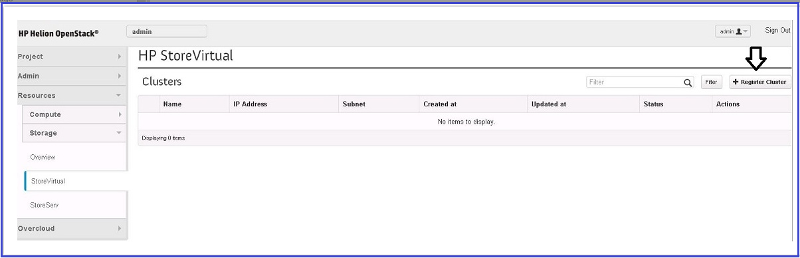 HP Helion OpenStack®
admin
admin
Sign Out
Project
Admin
Resources
Compute
Storage
Overview
StoreVirtual
StoreServ
Overcloud
HP StoreVirtual
Clusters
Filter
Filter
+ Register Cluster
Name IP Address Subnet Created at Updated at Status Actions
No items to display.
Displaying 0 items